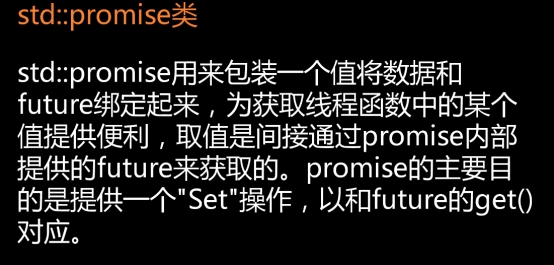 std::promise类
std::promise用来包装一个值将数据和
future绑定起来，为获取线程函数中的某个
值提供便利，取值是间接通过promise内部
提供的future来获取的。promise的主要目
的是提供一个"Set"操作，以和future的get()
对应。